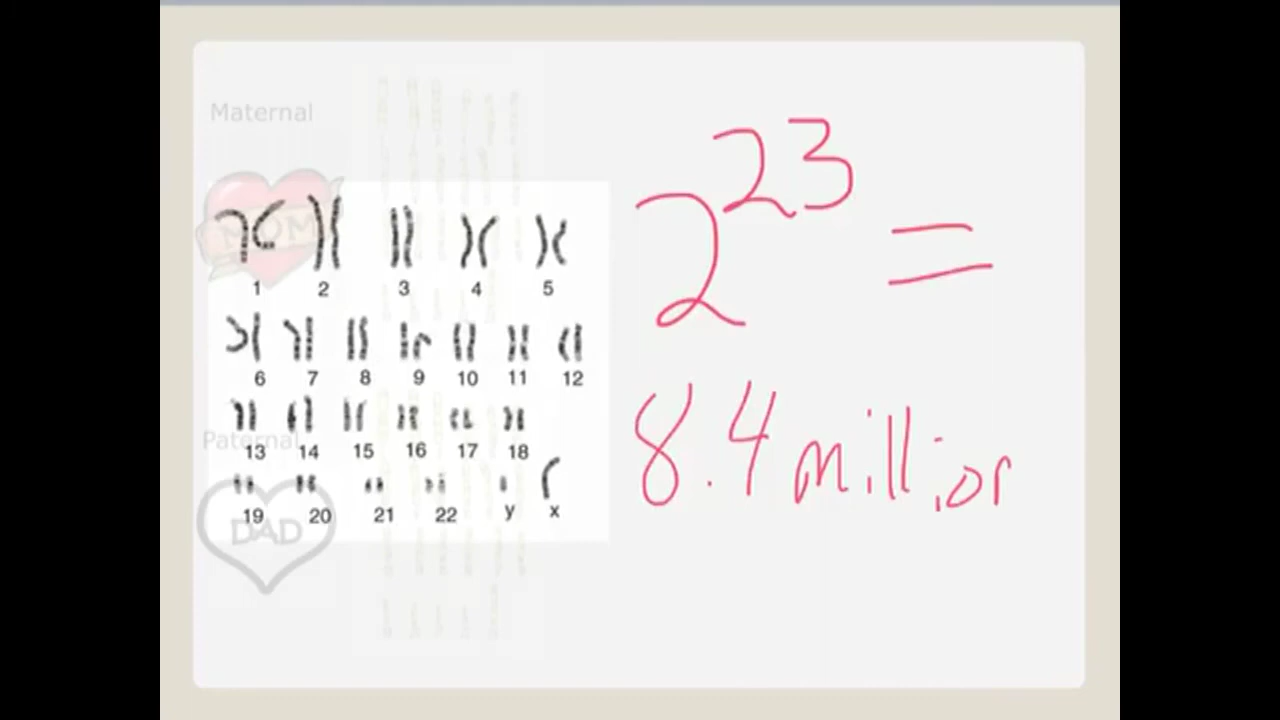 Maternal
MOM
1 2 3 4 5
6 7 8 9 10 11 12
Paternal
13 14 15 16 17 18
19 20 21 22 y x
DAD
2^23 =
8.4 millior